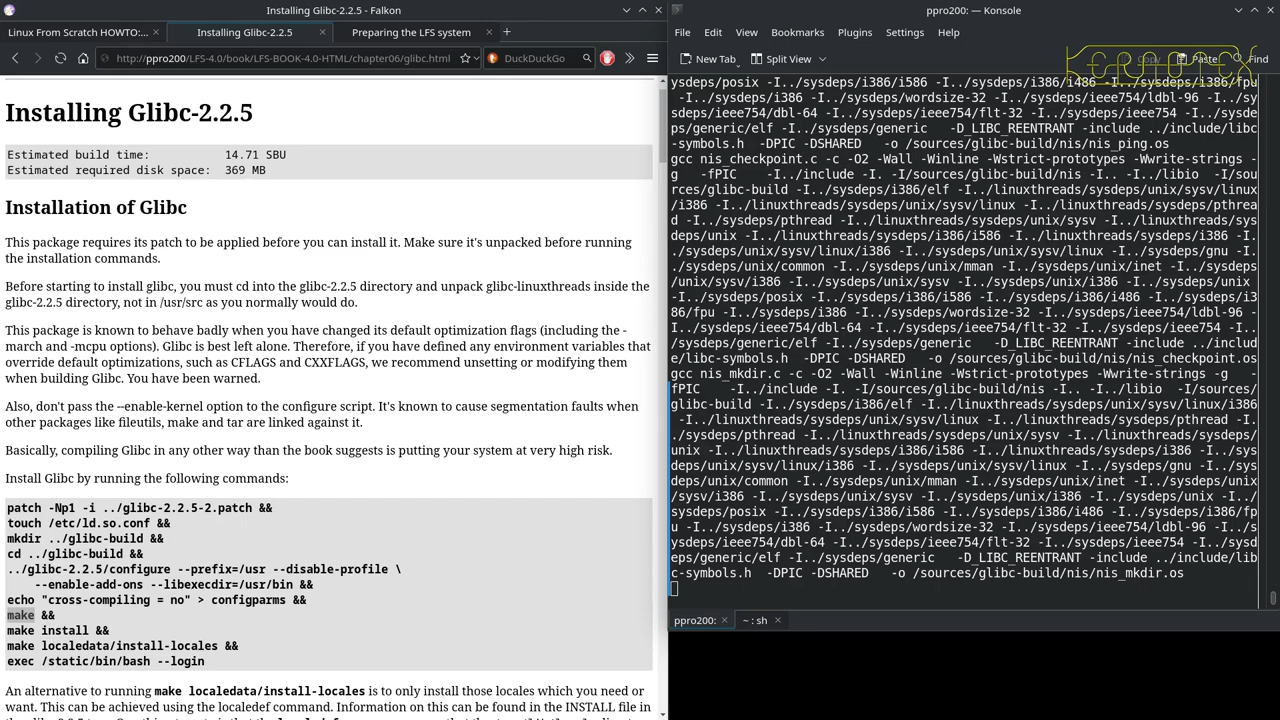 Installing Glibc-2.2.5 - Falkon
Linux From Scratch HOWTO:...
Installing Glibc-2.2.5
Preparing the LFS system
http://ppro200/LFS-4.0/book/LFS-BOOK-4.0-HTML/chapter06/glibc.html
DuckDuckGo
Installing Glibc-2.2.5
Estimated build time: 14.71 SBU
Estimated required disk space: 369 MB
Installation of Glibc
This package requires its patch to be applied before you can install it. Make sure it's unpacked before running
the installation commands.
Before starting to install glibc, you must cd into the glibc-2.2.5 directory and unpack glibc-linuxthreads inside the
glibc-2.2.5 directory, not in /usr/src as you normally would do.
This package is known to behave badly when you have changed its default optimization flags (including the -
march and -mcpu options). Glibc is best left alone. Therefore, if you have defined any environment variables that
override default optimizations, such as CFLAGS and CXXFLAGS, we recommend unsetting or modifying them
when building Glibc. You have been warned.
Also, don't pass the --enable-kernel option to the configure script. It's known to cause segmentation faults when
other packages like fileutils, make and tar are linked against it.
Basically, compiling Glibc in any other way than the book suggests is putting your system at very high risk.
Install Glibc by running the following commands:
patch -Np1 -i ../glibc-2.2.5-2.patch &&
touch /etc/ld.so.conf &&
mkdir ../glibc-build &&
cd ../glibc-build &&
../glibc-2.2.5/configure --prefix=/usr --disable-profile \
--enable-add-ons --libexecdir=/usr/bin &&
echo "cross-compiling = no" > configparms &&
make &&
make install &&
make localedata/install-locales &&
exec /static/bin/bash --login
An alternative to running make localedata/install-locales is to only install those locales which you need or
want. This can be achieved using the localedef command. Information on this can be found in the INSTALL file in
ppro200: — Konsole
File Edit View Bookmarks Plugins Settings Help
New Tab Split View Copy Paste Find
ysdeps/posix -I../sysdeps/i386/i586 -I../sysdeps/i386/i486 -I../sysdeps/i386/fpu
-I../sysdeps/i386 -I../sysdeps/wordsize-32 -I../sysdeps/ieee754/ldbl-96 -I../sy
sdeps/ieee754/dbl-64 -I../sysdeps/ieee754/flt-32 -I../sysdeps/ieee754 -I../sysde
ps/generic/elf -I../sysdeps/generic -D_LIBC_REENTRANT -include ../include/libc
-symbols.h -DPIC -DSHARED -o /sources/glibc-build/nis/nis_ping.os
gcc nis_checkpoint.c -c -O2 -Wall -Winline -Wstrict-prototypes -Wwrite-strings -
g -fPIC -I../include -I. -I/sources/glibc-build/nis -I.. -I../libio -I/sou
rces/glibc-build -I../sysdeps/i386/elf -I../linuxthreads/sysdeps/unix/sysv/linux
/i386 -I../linuxthreads/sysdeps/unix/sysv/linux -I../linuxthreads/sysdeps/pthrea
d -I../sysdeps/pthread -I../linuxthreads/sysdeps/unix/sysv -I../linuxthreads/sys
deps/unix -I../linuxthreads/sysdeps/i386/i586 -I../linuxthreads/sysdeps/i386 -I.
./sysdeps/unix/sysv/linux/i386 -I../sysdeps/unix/sysv/linux -I../sysdeps/gnu -I.
./sysdeps/unix/common -I../sysdeps/unix/mman -I../sysdeps/unix/inet -I../sysdeps
/unix/sysv/i386 -I../sysdeps/unix/sysv -I../sysdeps/unix/i386 -I../sysdeps/unix
-I../sysdeps/posix -I../sysdeps/i386/i586 -I../sysdeps/i386/i486 -I../sysdeps/i3
86/fpu -I../sysdeps/i386 -I../sysdeps/wordsize-32 -I../sysdeps/ieee754/ldbl-96 -
I../sysdeps/ieee754/dbl-64 -I../sysdeps/ieee754/flt-32 -I../sysdeps/ieee754 -I..
/sysdeps/generic/elf -I../sysdeps/generic -D_LIBC_REENTRANT -include ../includ
e/libc-symbols.h -DPIC -DSHARED -o /sources/glibc-build/nis/nis_checkpoint.os
gcc nis_mkdir.c -c -O2 -Wall -Winline -Wstrict-prototypes -Wwrite-strings -g -
fPIC -I../include -I. -I/sources/glibc-build/nis -I.. -I../libio -I/sources/
glibc-build -I../sysdeps/i386/elf -I../linuxthreads/sysdeps/unix/sysv/linux/i386
-I../linuxthreads/sysdeps/unix/sysv/linux -I../linuxthreads/sysdeps/pthread -I.
./sysdeps/pthread -I../linuxthreads/sysdeps/unix/sysv -I../linuxthreads/sysdeps/
unix -I../linuxthreads/sysdeps/i386/i586 -I../linuxthreads/sysdeps/i386 -I../sys
deps/unix/sysv/linux/i386 -I../sysdeps/unix/sysv/linux -I../sysdeps/gnu -I../sys
deps/unix/common -I../sysdeps/unix/mman -I../sysdeps/unix/inet -I../sysdeps/unix
/sysv/i386 -I../sysdeps/unix/sysv -I../sysdeps/unix/i386 -I../sysdeps/unix -I../
sysdeps/posix -I../sysdeps/i386/i586 -I../sysdeps/i386/i486 -I../sysdeps/i386/fp
u -I../sysdeps/i386 -I../sysdeps/wordsize-32 -I../sysdeps/ieee754/ldbl-96 -I../s
ysdeps/ieee754/dbl-64 -I../sysdeps/ieee754/flt-32 -I../sysdeps/ieee754 -I../sysd
eps/generic/elf -I../sysdeps/generic -D_LIBC_REENTRANT -include ../include/lib
c-symbols.h -DPIC -DSHARED -o /sources/glibc-build/nis/nis_mkdir.os
ppro200:
~ : sh